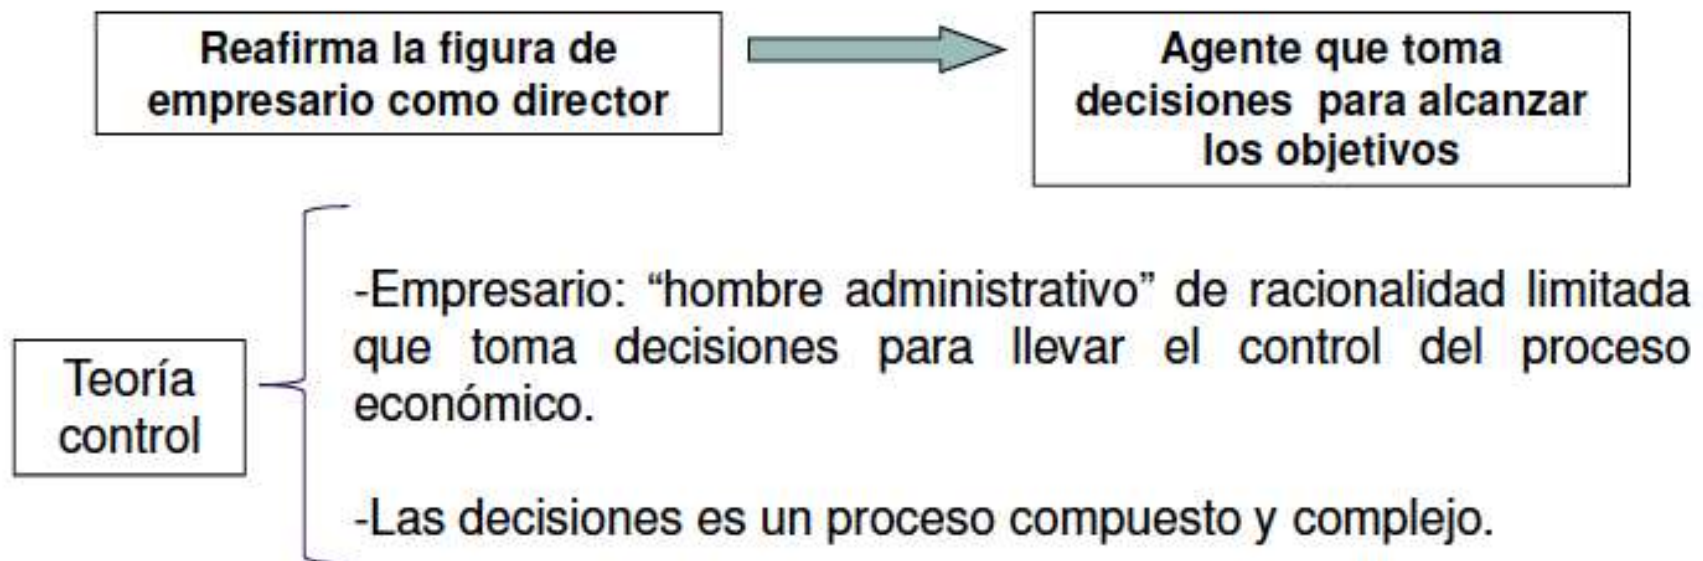 Reafirma la figura de
empresario como director
Agente que toma
decisiones para alcanzar
los objetivos
Teoría
control
-Empresario: “hombre administrativo” de racionalidad limitada
que toma decisiones para llevar el control del proceso
económico.
-Las decisiones es un proceso compuesto y complejo.